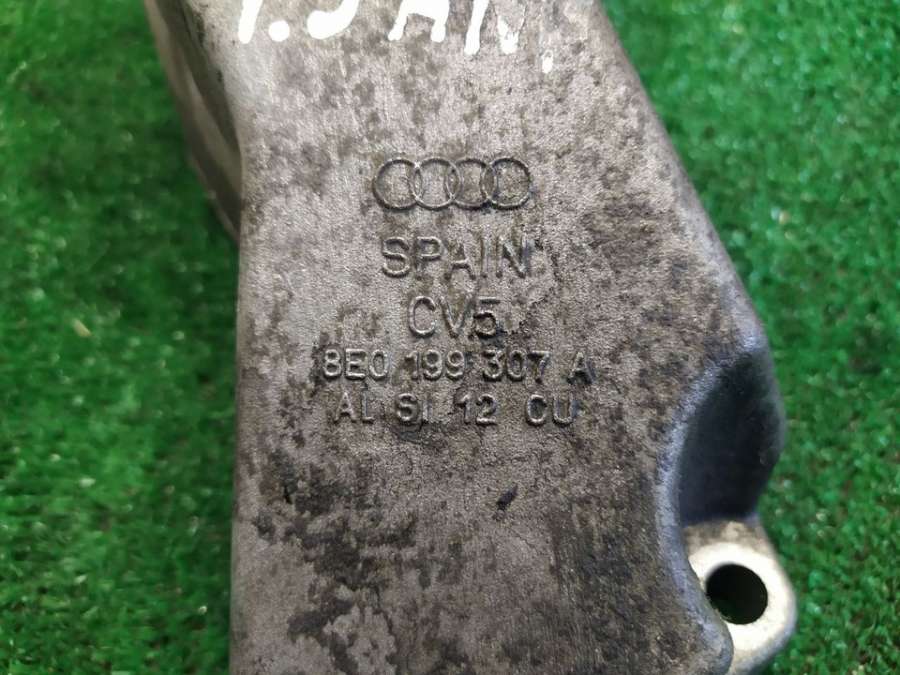 SPAIN
CV5
8E0 199 307 A
AL SI 12 CU